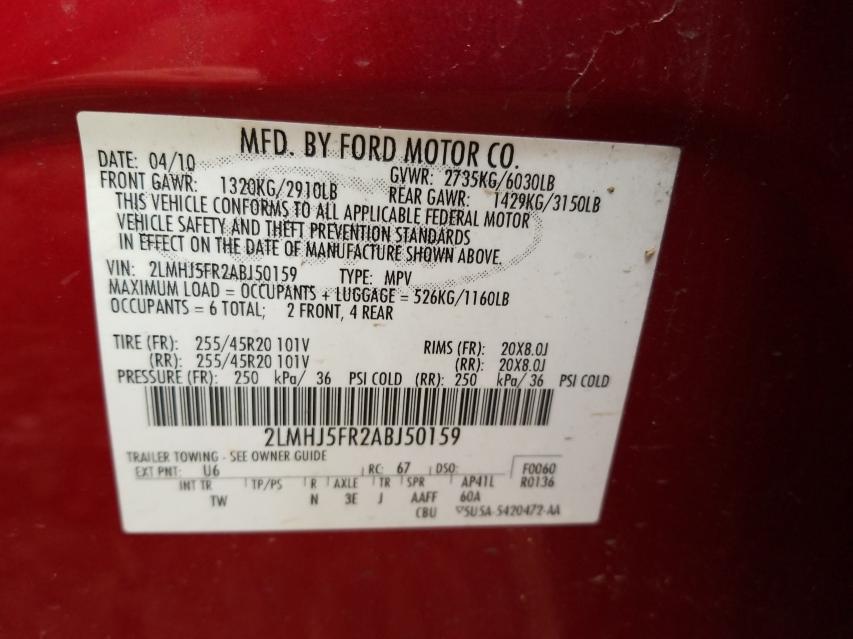 MFD. BY FORD MOTOR CO.
DATE: 04/10 GVWR: 2735KG/6030LB
FRONT GAWR: 1320KG/2910LB REAR GAWR: 1429KG/3150LB
THIS VEHICLE CONFORMS TO ALL APPLICABLE FEDERAL MOTOR
VEHICLE SAFETY AND THEFT PREVENTION STANDARDS
IN EFFECT ON THE DATE OF MANUFACTURE SHOWN ABOVE.
VIN: 2LMHJ5FR2ABJ50159 TYPE: MPV
MAXIMUM LOAD = OCCUPANTS + LUGGAGE = 526KG/1160LB
OCCUPANTS = 6 TOTAL; 2 FRONT, 4 REAR
TIRE (FR): 255/45R20 101V RIMS (FR): 20X8.0J
(RR): 255/45R20 101V (RR): 20X8.0J
PRESSURE (FR): 250 kPa/ 36 PSI COLD (RR): 250 kPa/ 36 PSI COLD
2LMHJ5FR2ABJ50159
TRAILER TOWING - SEE OWNER GUIDE
EXT PNT: U6 RC: 67 DSO: F0060
INT TR TP/PS R AXLE TR SPR AP41L R0136
TW N 3E J AAFF 60A
CBU 5U5A-5420472-AA